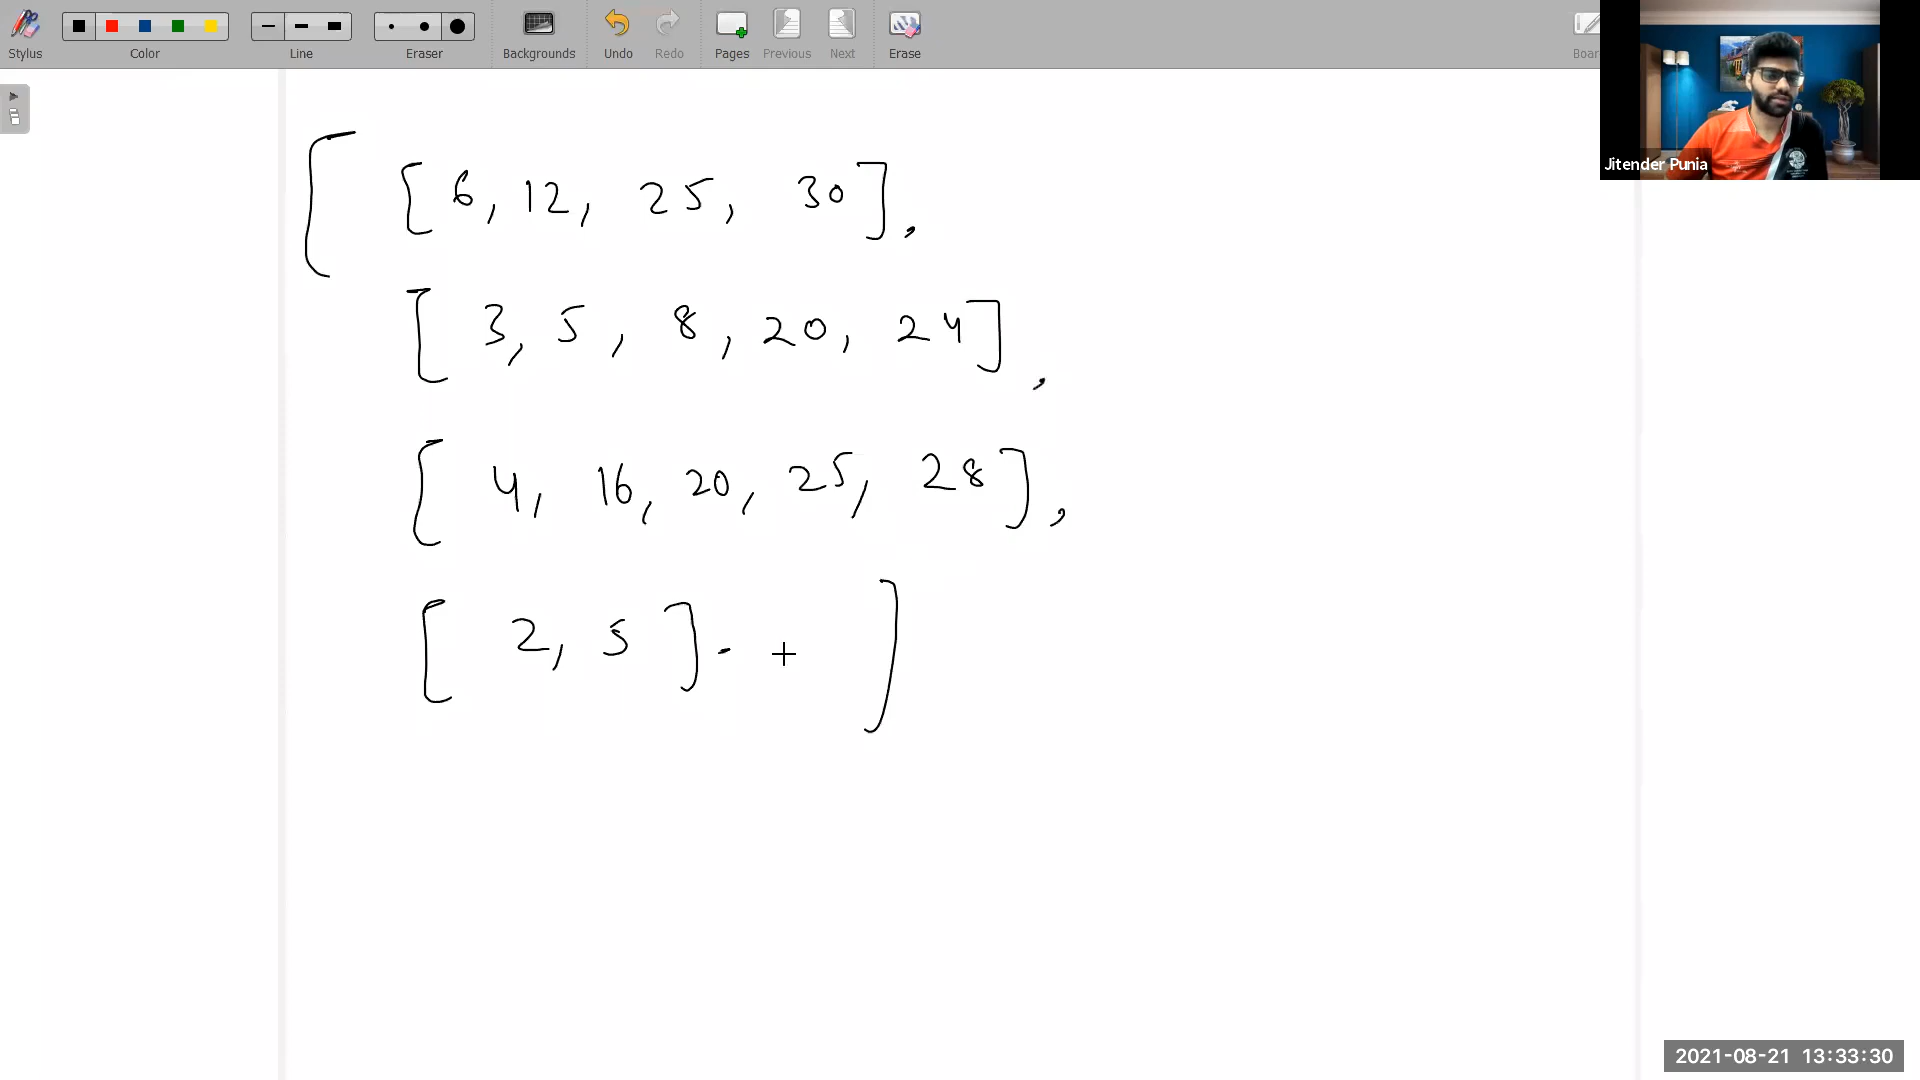 Stylus Color Line Eraser Backgrounds Undo Redo Pages Previous Next Erase Boar
Jitender Punia
[ [ 6, 12, 25, 30 ],
[ 3, 5, 8, 20, 24 ],
[ 4, 16, 20, 25, 28 ],
[ 2, 5 ] . ]
2021-08-21 13:33:30